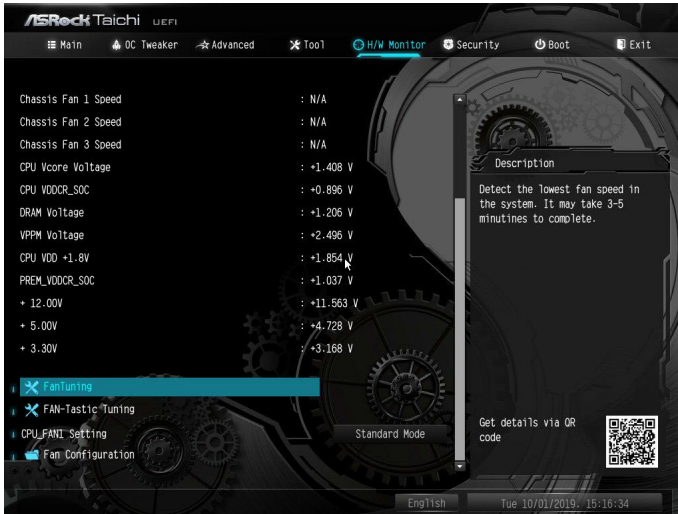 ASRock Taichi UEFI
Main OC Tweaker Advanced Tool H/W Monitor Security Boot Exit
Chassis Fan 1 Speed : N/A
Chassis Fan 2 Speed : N/A
Chassis Fan 3 Speed : N/A
CPU Vcore Voltage : +1.408 V
CPU VDDCR_SOC : +0.896 V
DRAM Voltage : +1.206 V
VPPM Voltage : +2.496 V
CPU VDD +1.8V : +1.854 V
PREM_VDDCR_SOC : +1.037 V
+ 12.00V : +11.563 V
+ 5.00V : +4.728 V
+ 3.30V : +3.168 V
FanTuning
FAN-Tastic Tuning
CPU_FAN1 Setting Standard Mode
Fan Configuration
Description
Detect the lowest fan speed in
the system. It may take 3-5
minutines to complete.
Get details via QR
code
English Tue 10/01/2019. 15:16:34